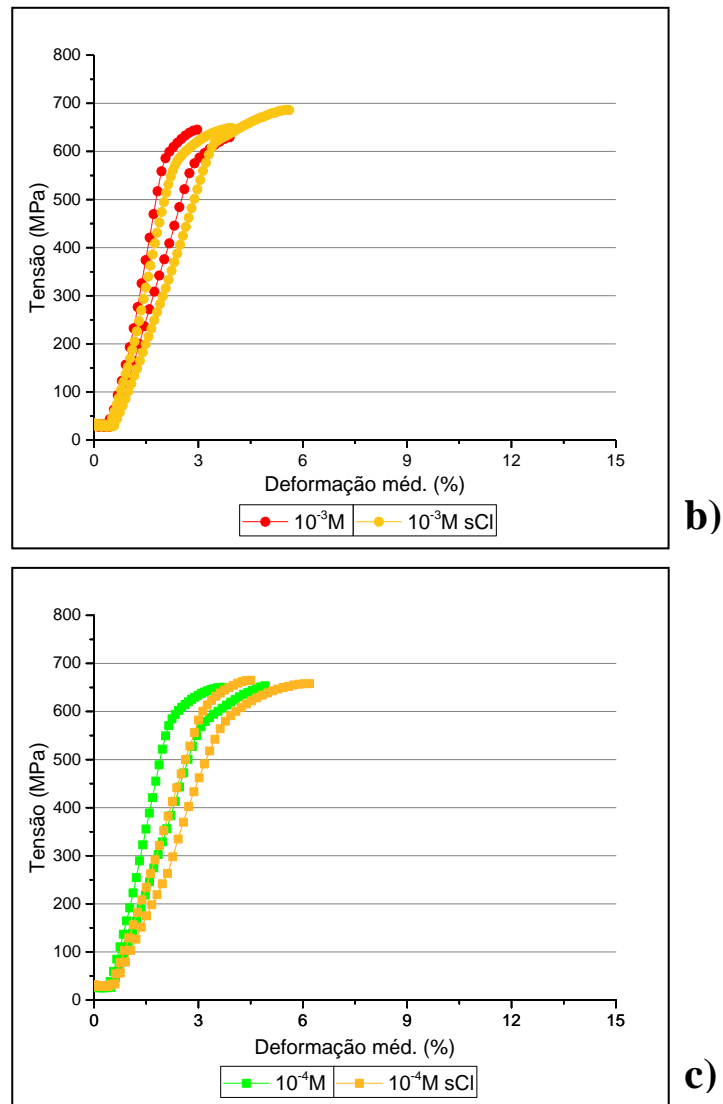 800
700
600
500
400
300
200
100
0
Tensão (MPa)
0 3 6 9 12 15
Deformação méd. (%)
10⁻³M 10⁻³M sCl
b)
800
700
600
500
400
300
200
100
0
Tensão (MPa)
0 3 6 9 12 15
Deformação méd. (%)
10⁻⁴M 10⁻⁴M sCl
c)